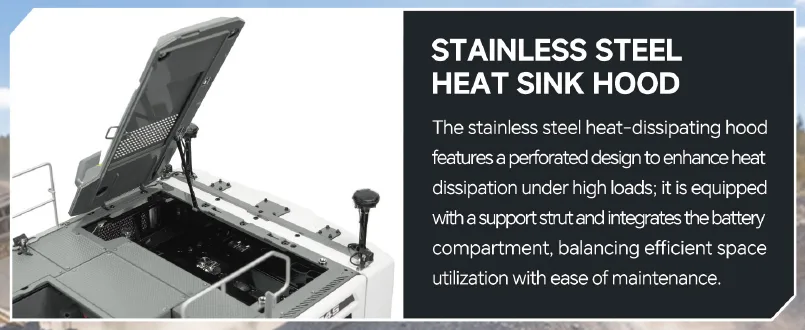 STAINLESS STEEL
HEAT SINK HOOD
The stainless steel heat-dissipating hood
features a perforated design to enhance heat
dissipation under high loads; it is equipped
with a support strut and integrates the battery
compartment, balancing efficient space
utilization with ease of maintenance.